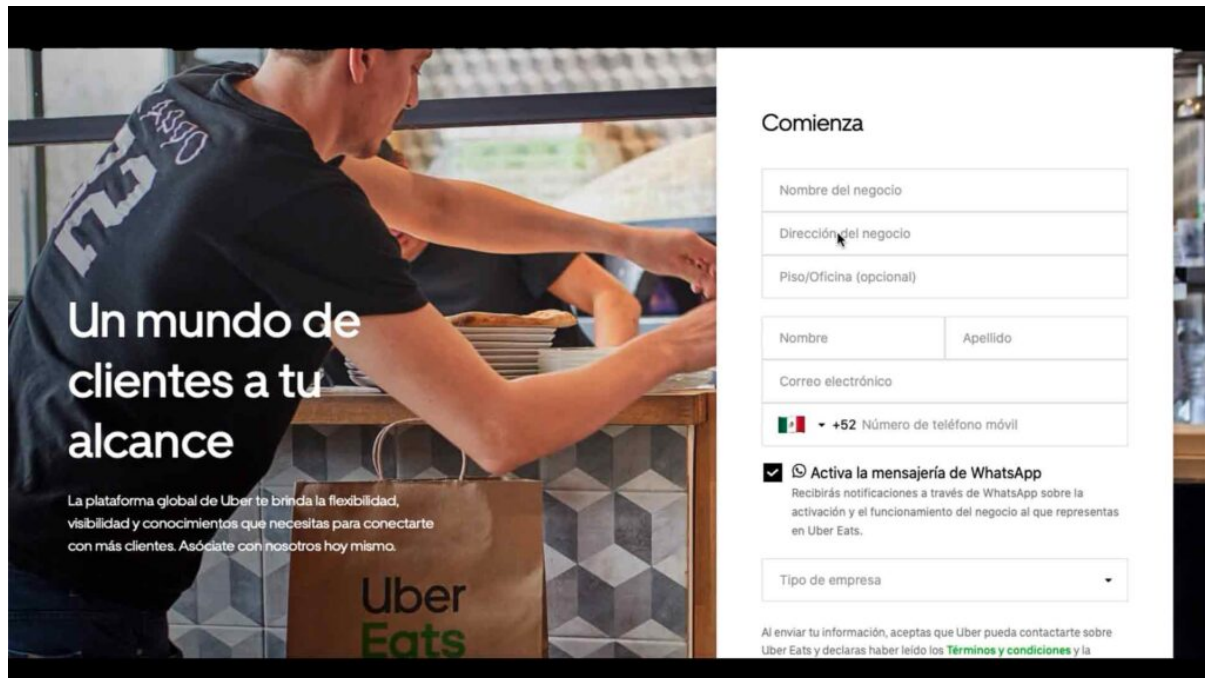 Un mundo de
clientes a tu
alcance
La plataforma global de Uber te brinda la flexibilidad,
visibilidad y conocimientos que necesitas para conectarte
con más clientes. Asóciate con nosotros hoy mismo.
Uber
Eats
Comienza
Nombre del negocio
Dirección del negocio
Piso/Oficina (opcional)
Nombre Apellido
Correo electrónico
+52 Número de teléfono móvil
Activa la mensajería de WhatsApp
Recibirás notificaciones a través de WhatsApp sobre la
activación y el funcionamiento del negocio al que representas
en Uber Eats.
Tipo de empresa
Al enviar tu información, aceptas que Uber pueda contactarte sobre
Uber Eats y declaras haber leído los Términos y condiciones y la